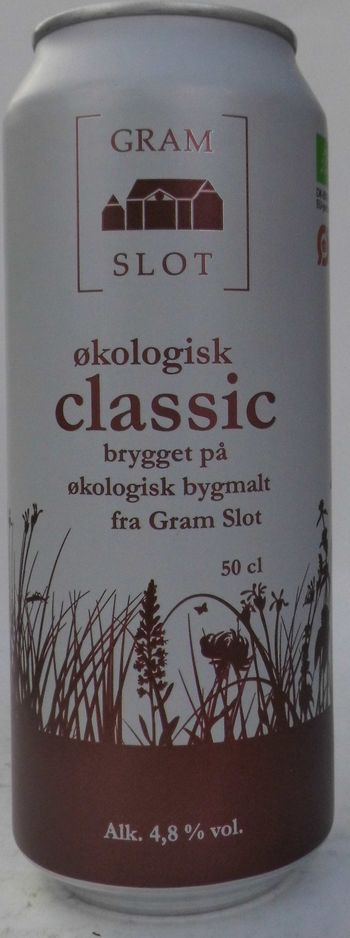 GRAM
SLOT
økologisk
classic
brygget på
økologisk bygmalt
fra Gram Slot
50 cl
Alk. 4,8 % vol.